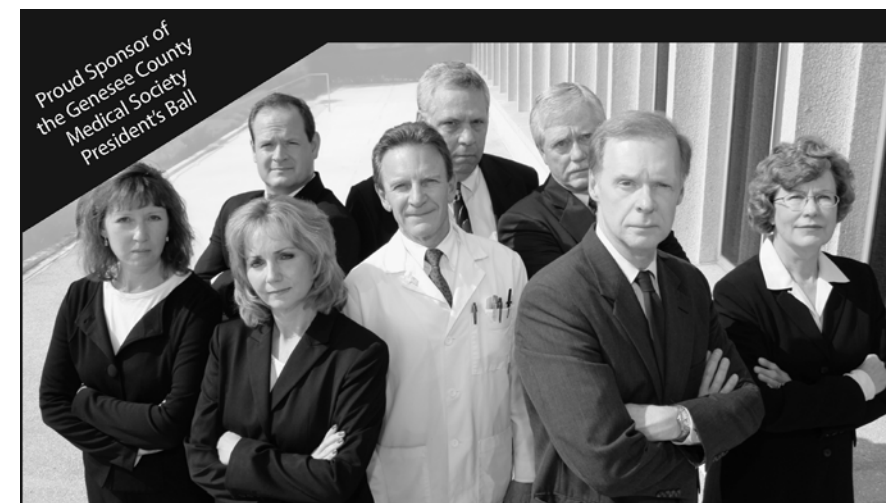 Proud Sponsor of
the Genesee County
Medical Society
President's Ball